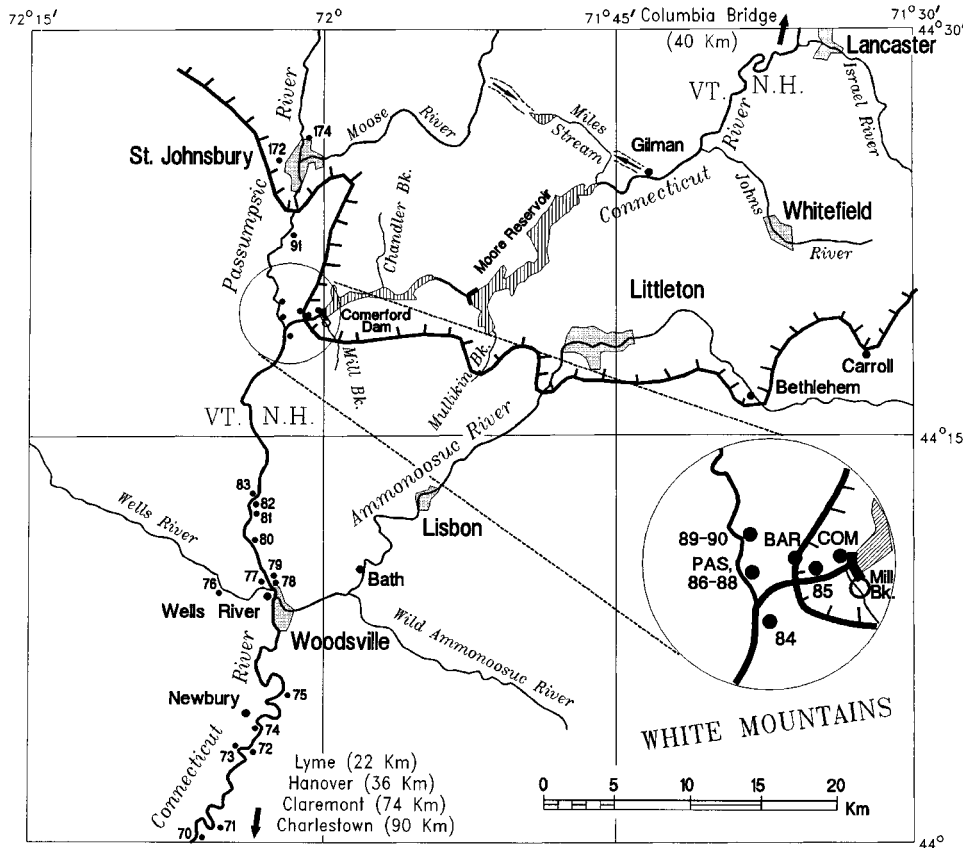 72°15'
72°
71°45'
71°30'
44°30'
Columbia Bridge
(40 Km)
Lancaster
VT.
N.H.
River
Israel River
174
172
Moose
River
River
Miles
Stream
Gilman
St. Johnsbury
Connecticut
Johns
River
Whitefield
Passumpsic
91
Chandler Bk.
Moore Reservoir
Littleton
Comerford
Dam
Mill Bk.
Mullikin Bk.
Carroll
Bethlehem
VT.
N.H.
44°15'
Ammonoosuc River
83
82
81
80
Lisbon
Wells River
79
78
77
76
Bath
Wells River
Woodsville
Wild Ammonoosuc River
River
Newbury
75
74
73
72
Connecticut
71
70
Lyme (22 Km)
Hanover (36 Km)
Claremont (74 Km)
Charlestown (90 Km)
89-90
BAR
COM
PAS,
86-88
85
Mill
Bk.
84
WHITE MOUNTAINS
0 5 10 15 20
Km
44°